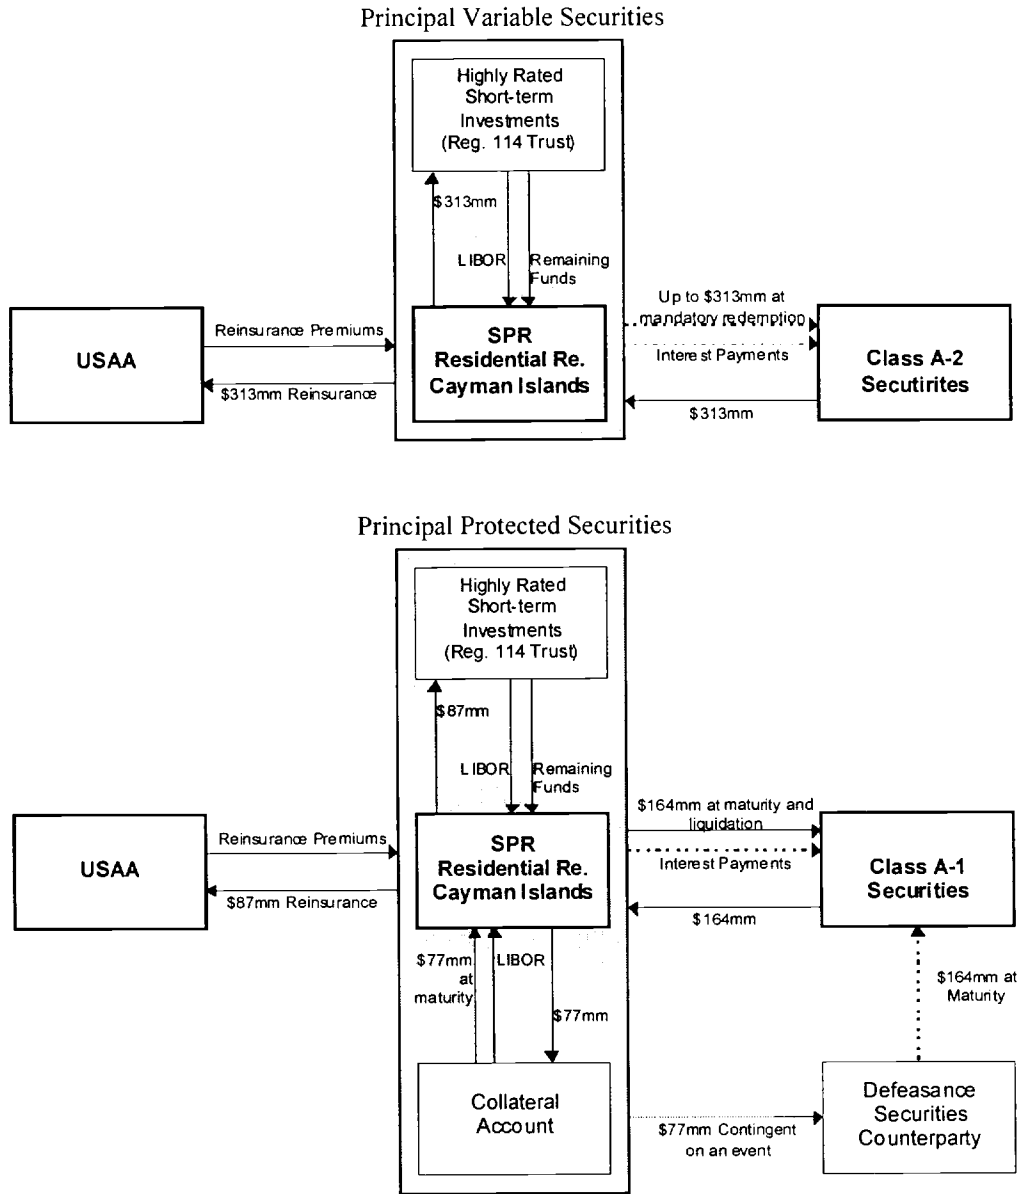 Principal Variable Securities
Highly Rated
Short-term
Investments
(Reg. 114 Trust)
$313mm
LIBOR
Remaining
Funds
USAA
Reinsurance Premiums
$313mm Reinsurance
SPR
Residential Re.
Cayman Islands
Up to $313mm at
mandatory redemption
Interest Payments
$313mm
Class A-2
Secutirites
Principal Protected Securities
Highly Rated
Short-term
Investments
(Reg. 114 Trust)
$87mm
LIBOR
Remaining
Funds
USAA
Reinsurance Premiums
$87mm Reinsurance
SPR
Residential Re.
Cayman Islands
$164mm at maturity and
liquidation
Interest Payments
$164mm
Class A-1
Securities
$77mm
at
maturity
LIBOR
$77mm
$164mm at
Maturity
Collateral
Account
$77mm Contingent
on an event
Defeasance
Securities
Counterparty